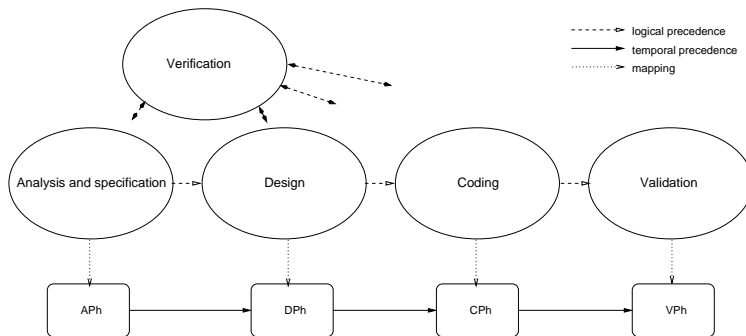 logical precedence
temporal precedence
mapping
Verification
Analysis and specification
Design
Coding
Validation
APh
DPh
CPh
VPh